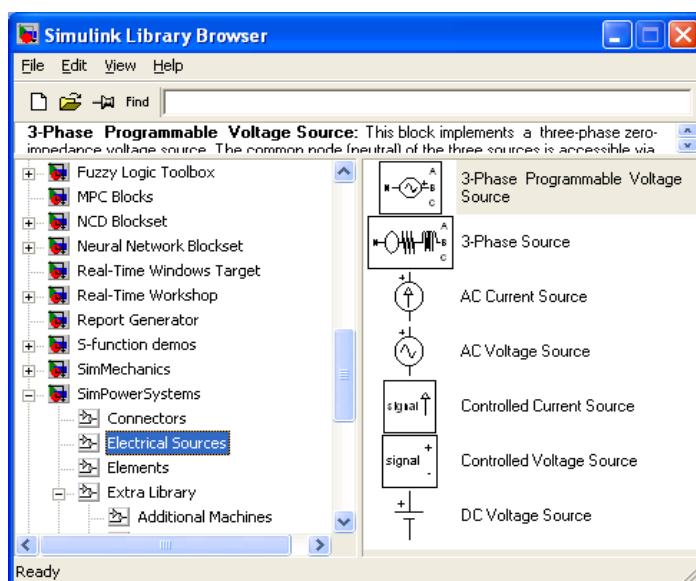 Simulink Library Browser
File Edit View Help
Find
3-Phase Programmable Voltage Source: This block implements a three-phase zero-
impedance voltage source. The common node (neutral) of the three sources is accessible via
Fuzzy Logic Toolbox
MPC Blocks
NCD Blockset
Neural Network Blockset
Real-Time Windows Target
Real-Time Workshop
Report Generator
S-function demos
SimMechanics
SimPowerSystems
Connectors
Electrical Sources
Elements
Extra Library
Additional Machines
A
N B
C
3-Phase Programmable Voltage
Source
A
N B
C
3-Phase Source
+
AC Current Source
+
AC Voltage Source
signal
Controlled Current Source
+
signal
-
Controlled Voltage Source
+
DC Voltage Source
Ready